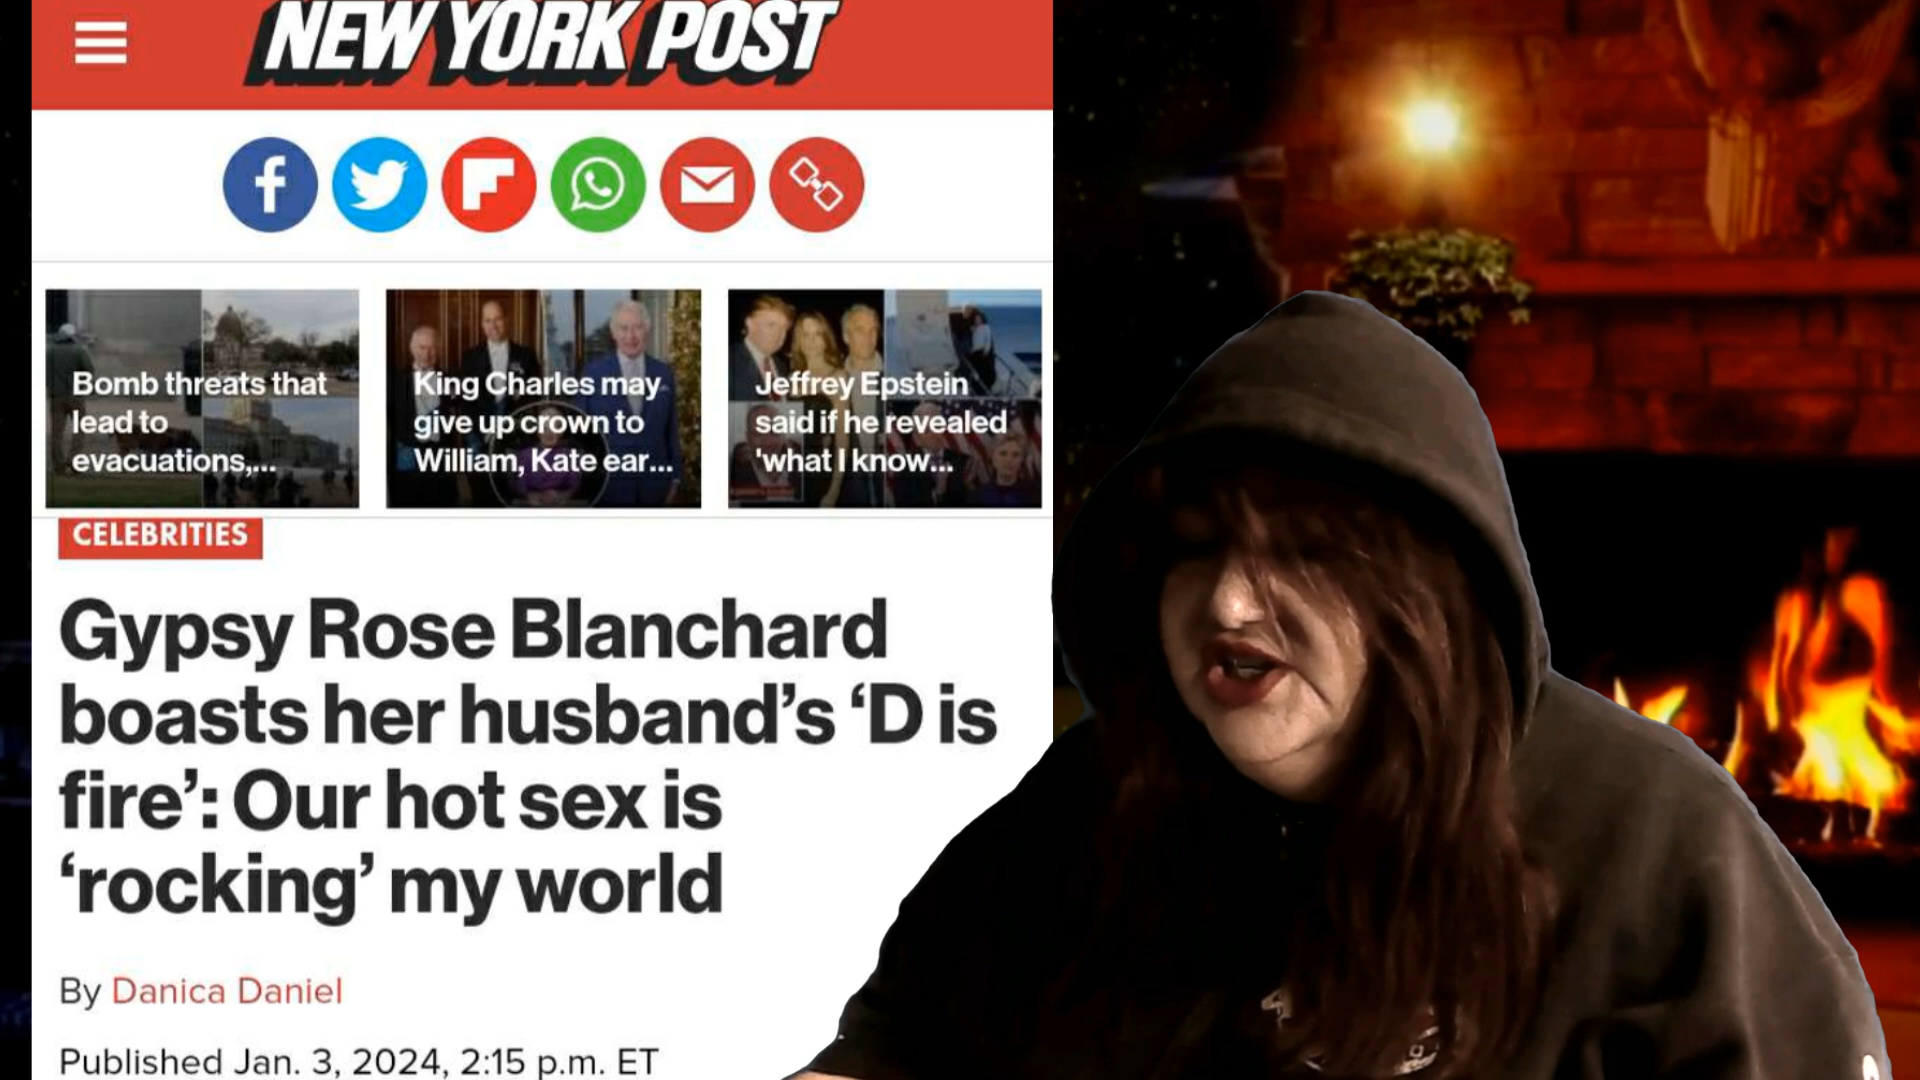 NEW YORK POST
Bomb threats that
lead to
evacuations,...
King Charles may
give up crown to
William, Kate ear...
Jeffrey Epstein
said if he revealed
'what I know...
CELEBRITIES
Gypsy Rose Blanchard
boasts her husband’s ‘D is
fire’: Our hot sex is
‘rocking’ my world
By Danica Daniel
Published Jan. 3, 2024, 2:15 p.m. ET